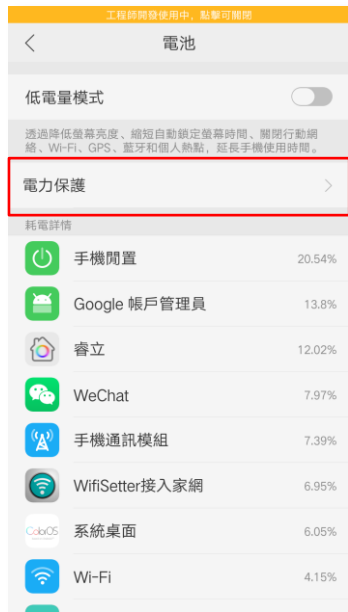 工程師開發使用中，點擊可關閉
電池
低電量模式
透過降低螢幕亮度、縮短自動鎖定螢幕時間、關閉行動網
絡、Wi-Fi、GPS、藍牙和個人熱點，延長手機使用時間。
電力保護
耗電詳情
手機閒置 20.54%
Google 帳戶管理員 13.8%
睿立 12.02%
WeChat 7.97%
手機通訊模組 7.39%
WifiSetter接入家網 6.95%
ColorOS
系統桌面 6.05%
Wi-Fi 4.15%